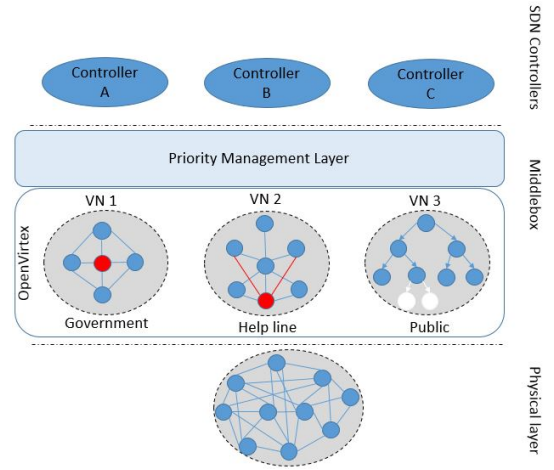 SDN Controllers
Controller
A
Controller
B
Controller
C
Middlebox
Priority Management Layer
OpenVirtex
VN 1
VN 2
VN 3
Government
Help line
Public
Physical layer